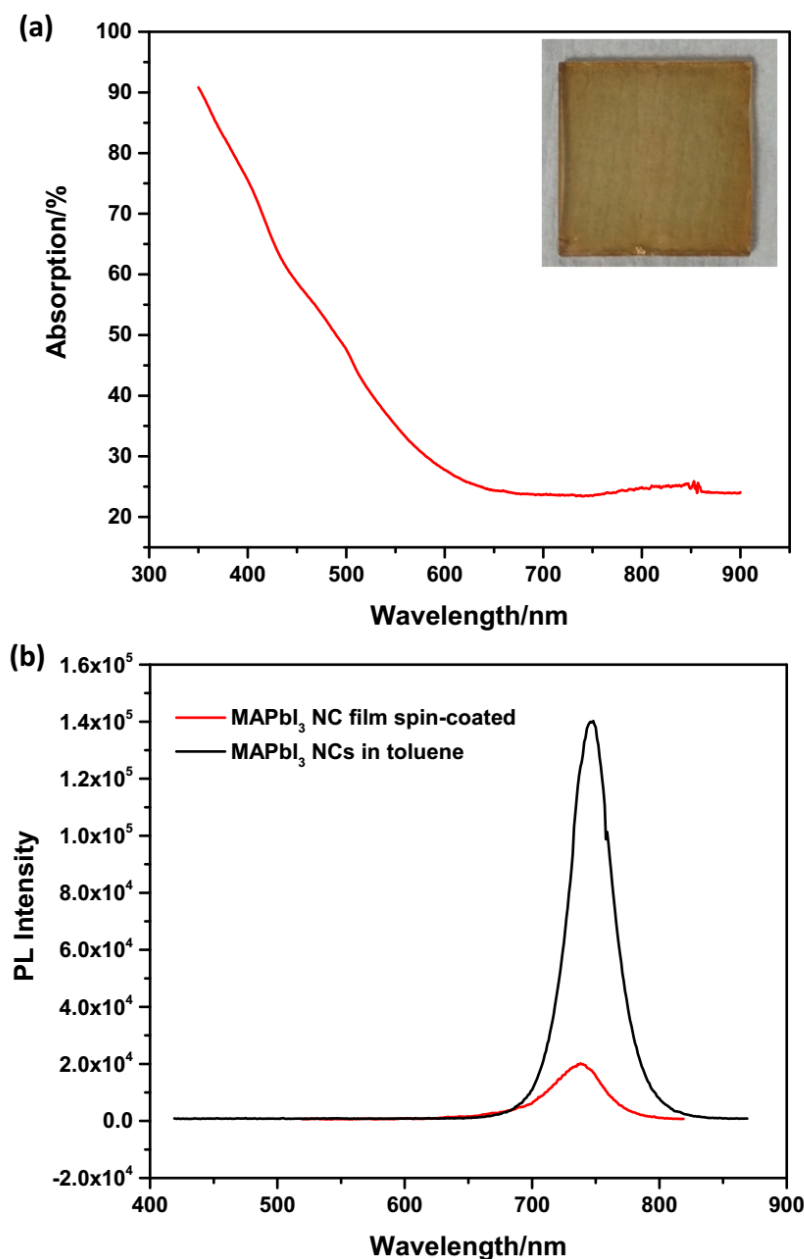 (a)
100
90
80
70
60
50
40
30
20
Absorption/%
300 400 500 600 700 800 900
Wavelength/nm
(b)
1.6x10⁵
1.4x10⁵
1.2x10⁵
1.0x10⁵
8.0x10⁴
6.0x10⁴
4.0x10⁴
2.0x10⁴
0.0
-2.0x10⁴
PL Intensity
MAPbI₃ NC film spin-coated
MAPbI₃ NCs in toluene
400 500 600 700 800 900
Wavelength/nm